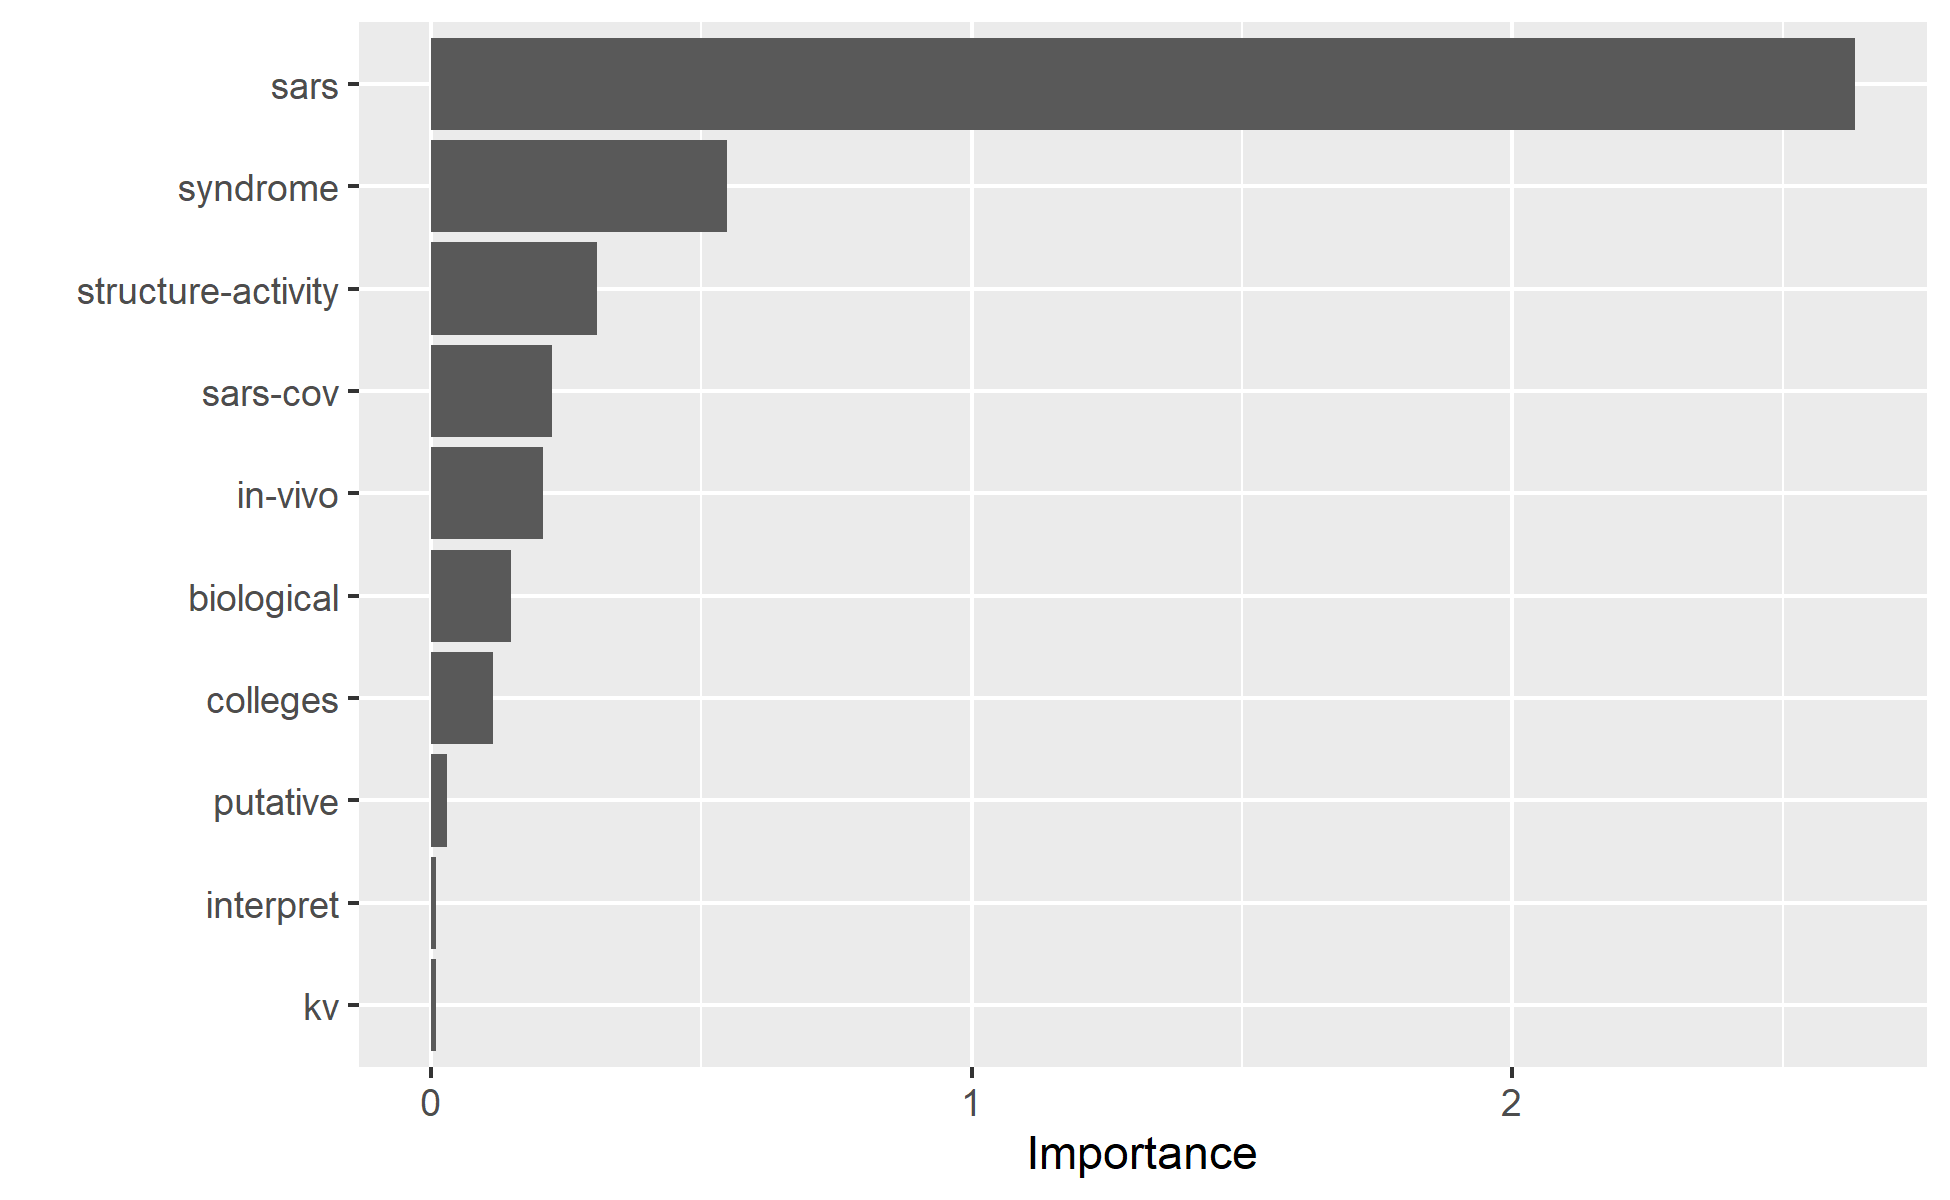 sars
syndrome
structure-activity
sars-cov
in-vivo
biological
colleges
putative
interpret
kv
0 1 2
Importance